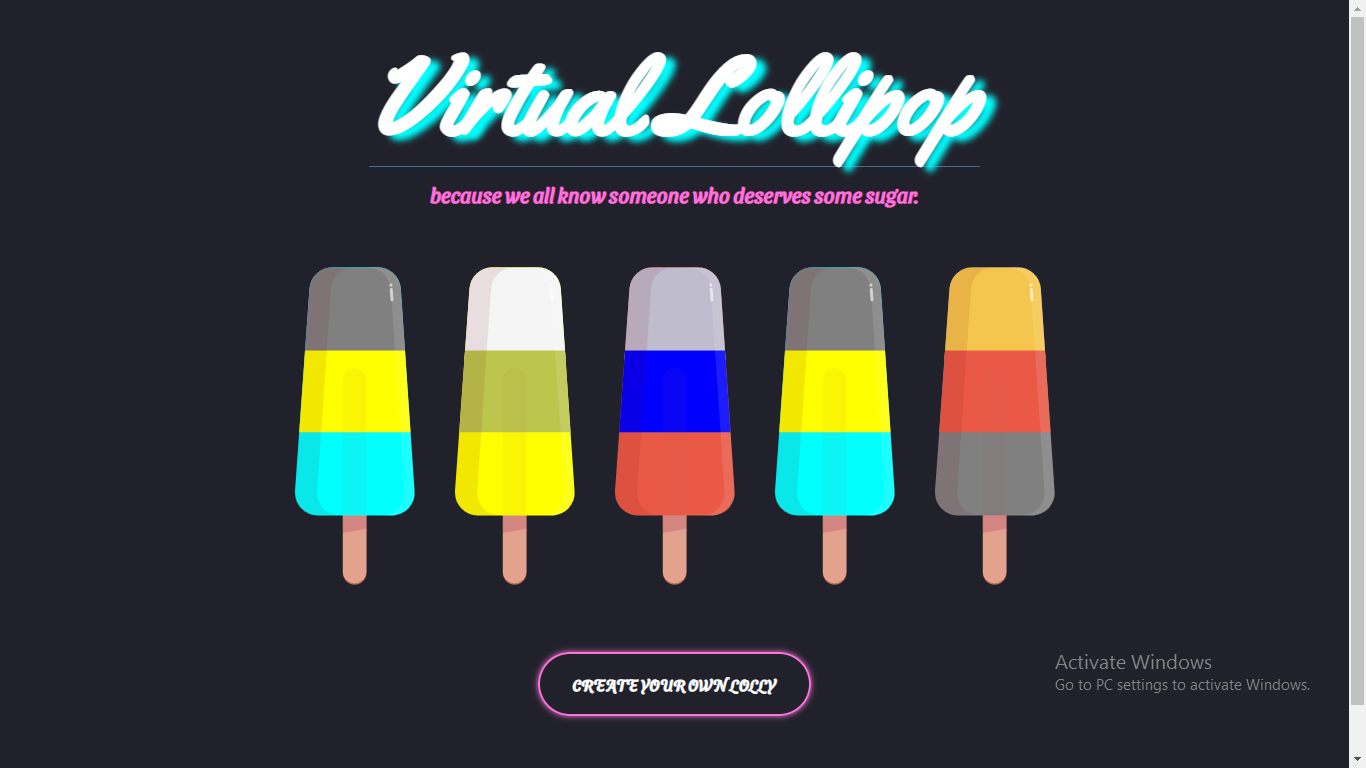 Virtual Lollipop
because we all know someone who deserves some sugar.
CREATE YOUR OWN LOLLY
Activate Windows
Go to PC settings to activate Windows.